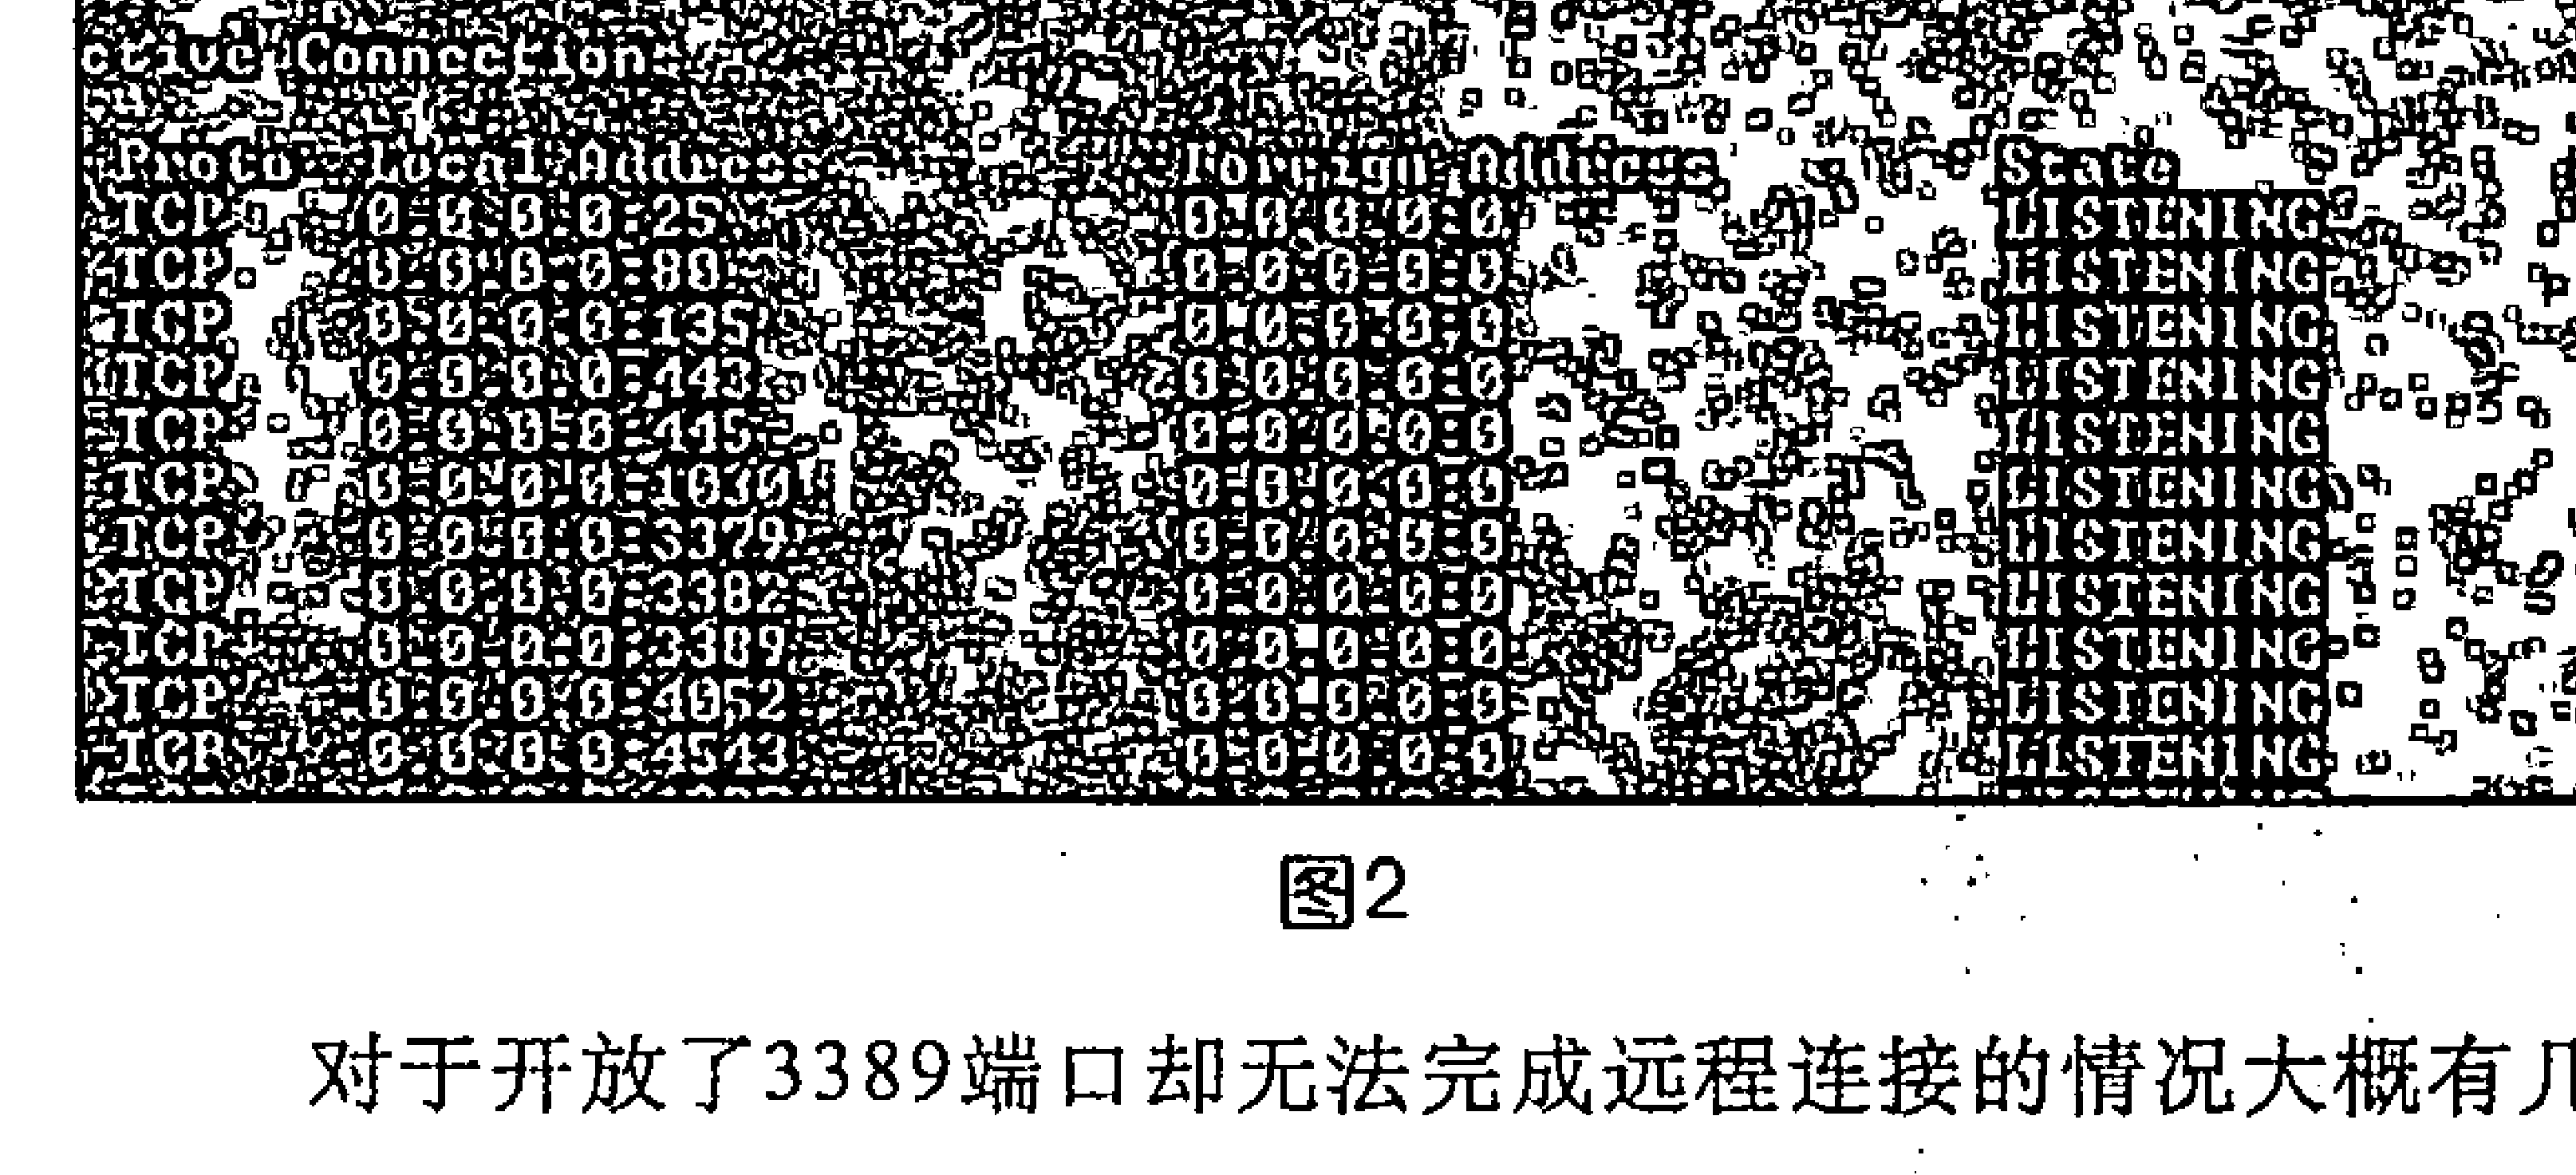 ctive Connection
Proto Local Address Foreign Address State
TCP 0.0.0.0:25 0.0.0.0:0 LISTENING
TCP 0.0.0.0:80 0.0.0.0:0 LISTENING
TCP 0.0.0.0:135 0.0.0.0:0 LISTENING
TCP 0.0.0.0:443 0.0.0.0:0 LISTENING
TCP 0.0.0.0:445 0.0.0.0:0 LISTENING
TCP 0.0.0.0:1030 0.0.0.0:0 LISTENING
TCP 0.0.0.0 0.0.0.0:0 LISTENING
TCP 0.0.0.0:3382 0.0.0.0:0 LISTENING
TCP 0.0.0.0:3389 0.0.0.0:0 LISTENING
TCP 0.0.0.0:4052 0.0.0.0:0 LISTENING
TCP 0.0.0.0:4543 0.0.0.0:0 LISTENING
图2
对于开放了3389端口却无法完成远程连接的情况大概有几